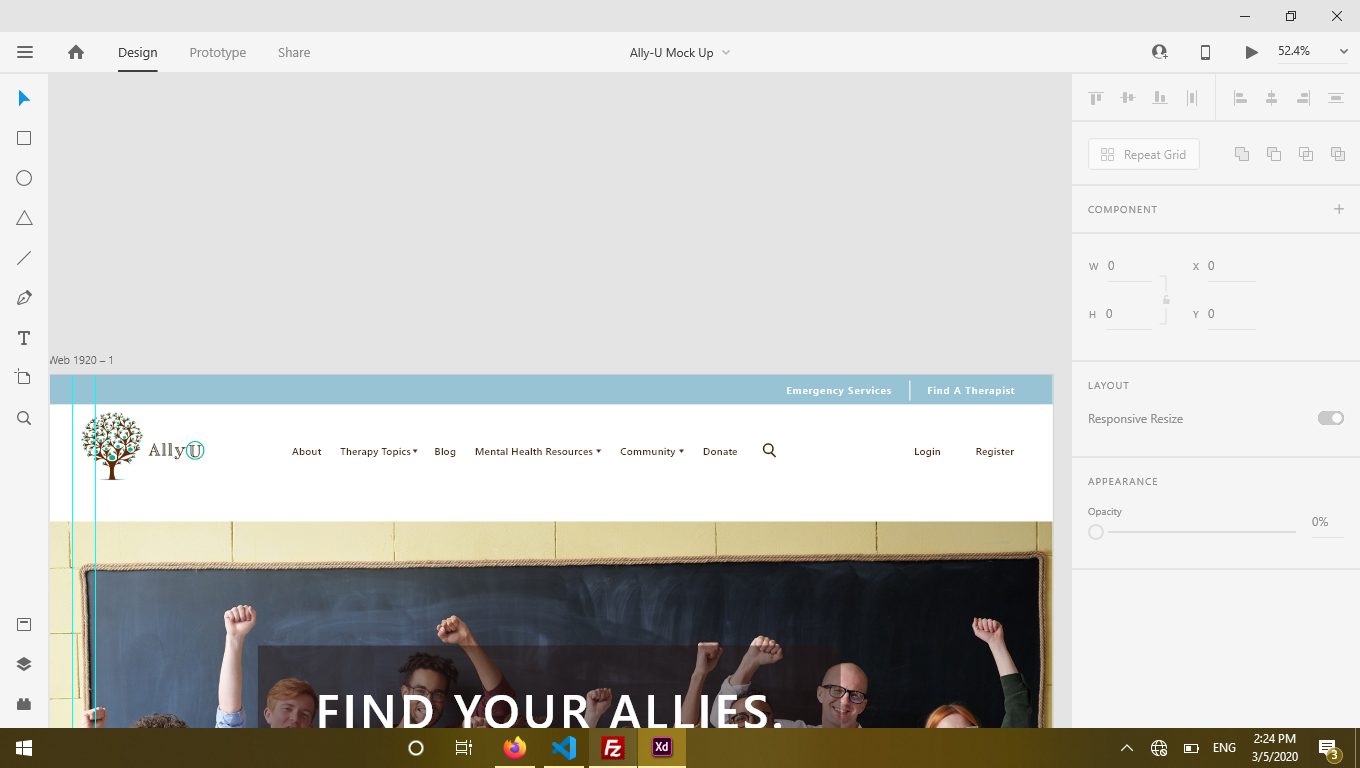 Design Prototype Share Ally-U Mock Up 52.4%
Repeat Grid
COMPONENT
W 0 X 0
H 0 Y 0
LAYOUT
Responsive Resize
APPEARANCE
Opacity
0%
Web 1920 – 1
Emergency Services Find A Therapist
AllyU About Therapy Topics Blog Mental Health Resources Community Donate Login Register
FIND YOUR ALLIES.
Fz Xd ENG 2:24 PM
3/5/2020 3